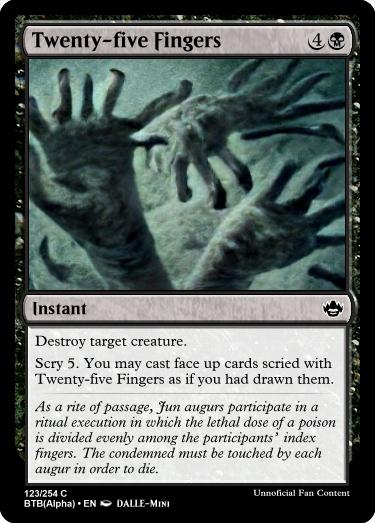 Twenty-five Fingers 4
Instant
Destroy target creature.
Scry 5. You may cast face up cards scried with
Twenty-five Fingers as if you had drawn them.
As a rite of passage, Jun augurs participate in a
ritual execution in which the lethal dose of a poison
is divided evenly among the participants' index
fingers. The condemned must be touched by each
augur in order to die.
123/254 C
BTB(Alpha) • EN DALLE-Mini
Unnoficial Fan Content